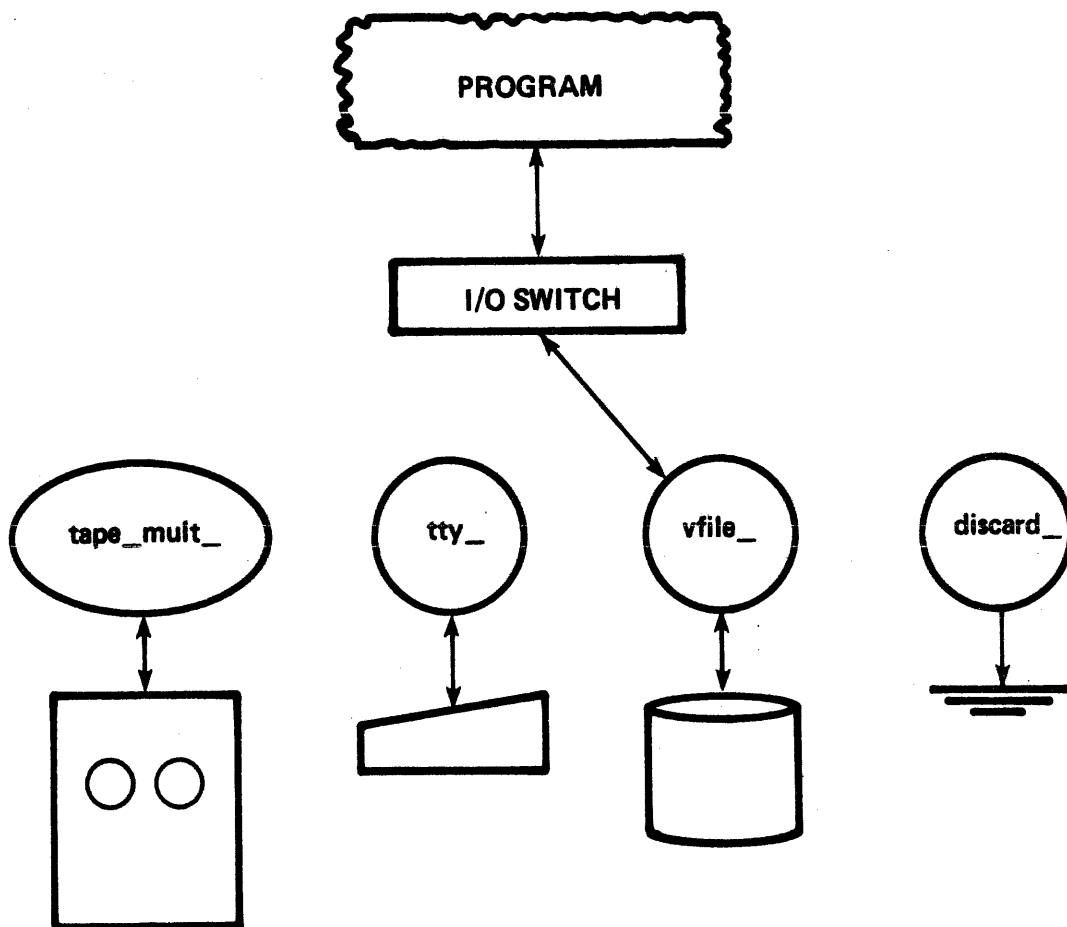 PROGRAM
I/O SWITCH
tape_mult_
tty_
vfile_
discard_